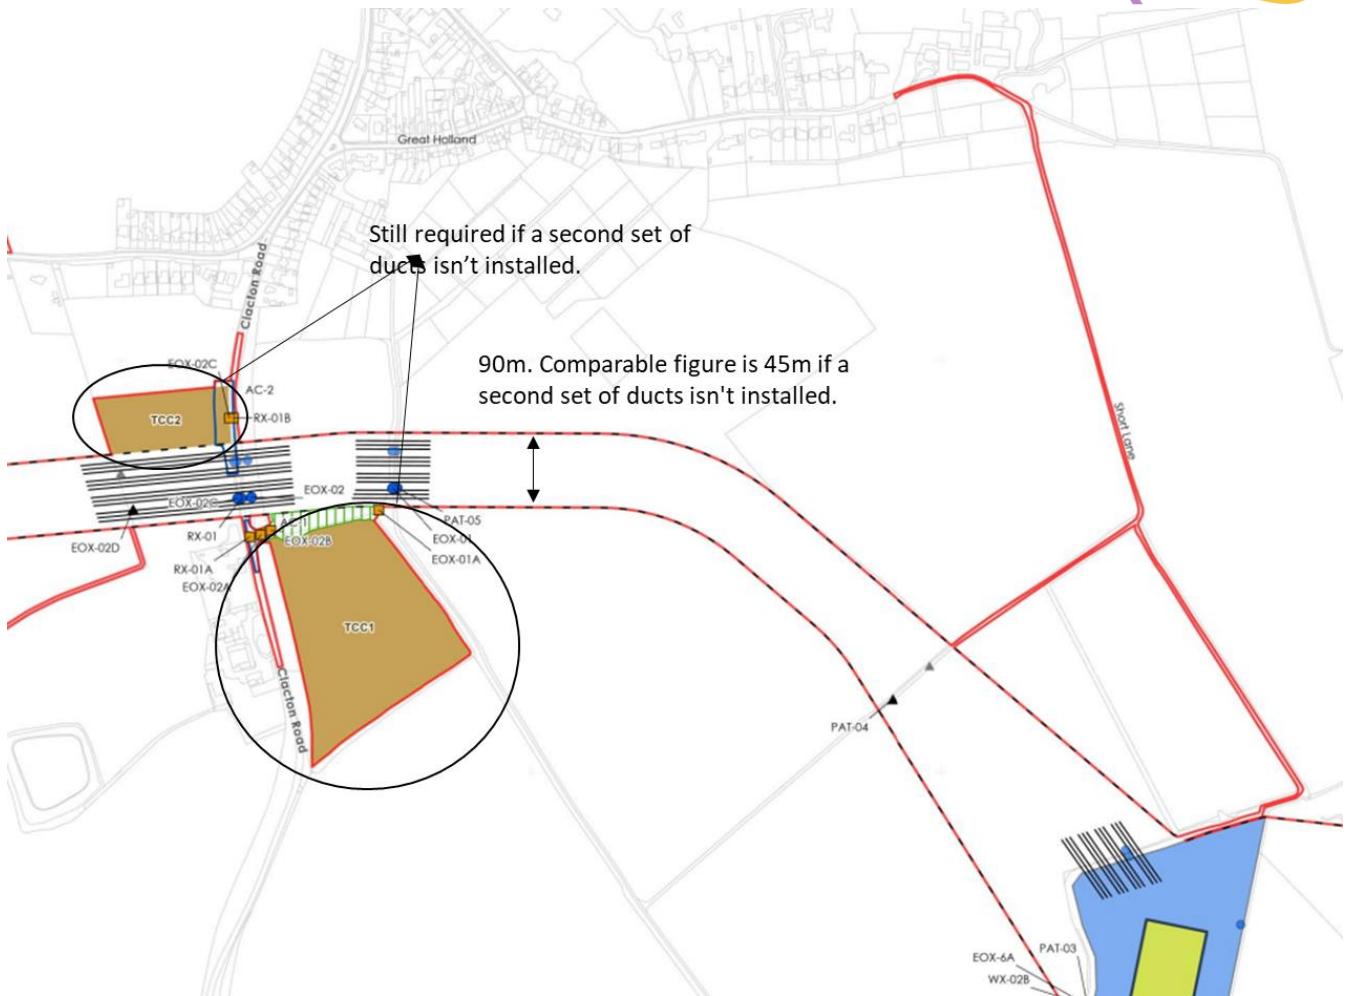 Great Holland
Still required if a second set of
ducts isn’t installed.
Clacton Road
EOX-02C
AC-2
RX-01B
TCC2
90m. Comparable figure is 45m if a
second set of ducts isn't installed.
Short Lane
EOX-02C
EOX-02
EOX-02D
RX-01
AC-1
EOX-02B
PAT-05
EOX-01
EOX-01A
RX-01A
EOX-02A
TCC1
Clacton Road
PAT-04
PAT-03
EOX-6A
WX-02B